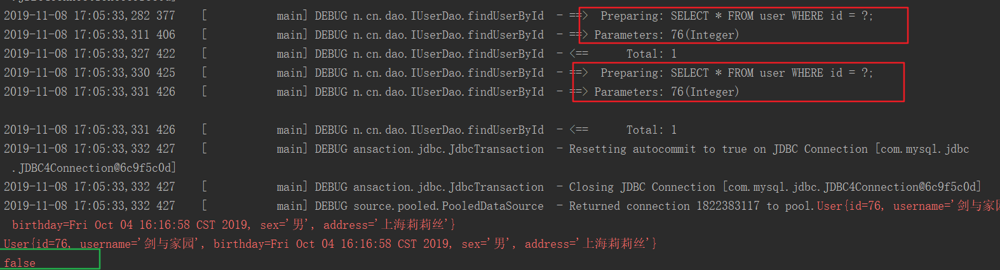 2019-11-08 17:05:33,282 377    [           main] DEBUG n.cn.dao.IUserDao.findUserById  - ==>  Preparing: SELECT * FROM user WHERE id = ?;
2019-11-08 17:05:33,311 406    [           main] DEBUG n.cn.dao.IUserDao.findUserById  - ==> Parameters: 76(Integer)
2019-11-08 17:05:33,327 422    [           main] DEBUG n.cn.dao.IUserDao.findUserById  - <==      Total: 1
2019-11-08 17:05:33,330 425    [           main] DEBUG n.cn.dao.IUserDao.findUserById  - ==>  Preparing: SELECT * FROM user WHERE id = ?;
2019-11-08 17:05:33,331 426    [           main] DEBUG n.cn.dao.IUserDao.findUserById  - ==> Parameters: 76(Integer)
2019-11-08 17:05:33,331 426    [           main] DEBUG n.cn.dao.IUserDao.findUserById  - <==      Total: 1
2019-11-08 17:05:33,332 427    [           main] DEBUG ansaction.jdbc.JdbcTransaction  - Resetting autocommit to true on JDBC Connection [com.mysql.jdbc
.JDBC4Connection@6c9f5c0d]
2019-11-08 17:05:33,332 427    [           main] DEBUG ansaction.jdbc.JdbcTransaction  - Closing JDBC Connection [com.mysql.jdbc.JDBC4Connection@6c9f5c0d]
2019-11-08 17:05:33,332 427    [           main] DEBUG source.pooled.PooledDataSource  - Returned connection 1822383117 to pool.User{id=76, username='剑与家园
birthday=Fri Oct 04 16:16:58 CST 2019, sex='男', address='上海莉莉丝'}
User{id=76, username='剑与家园', birthday=Fri Oct 04 16:16:58 CST 2019, sex='男', address='上海莉莉丝'}
false